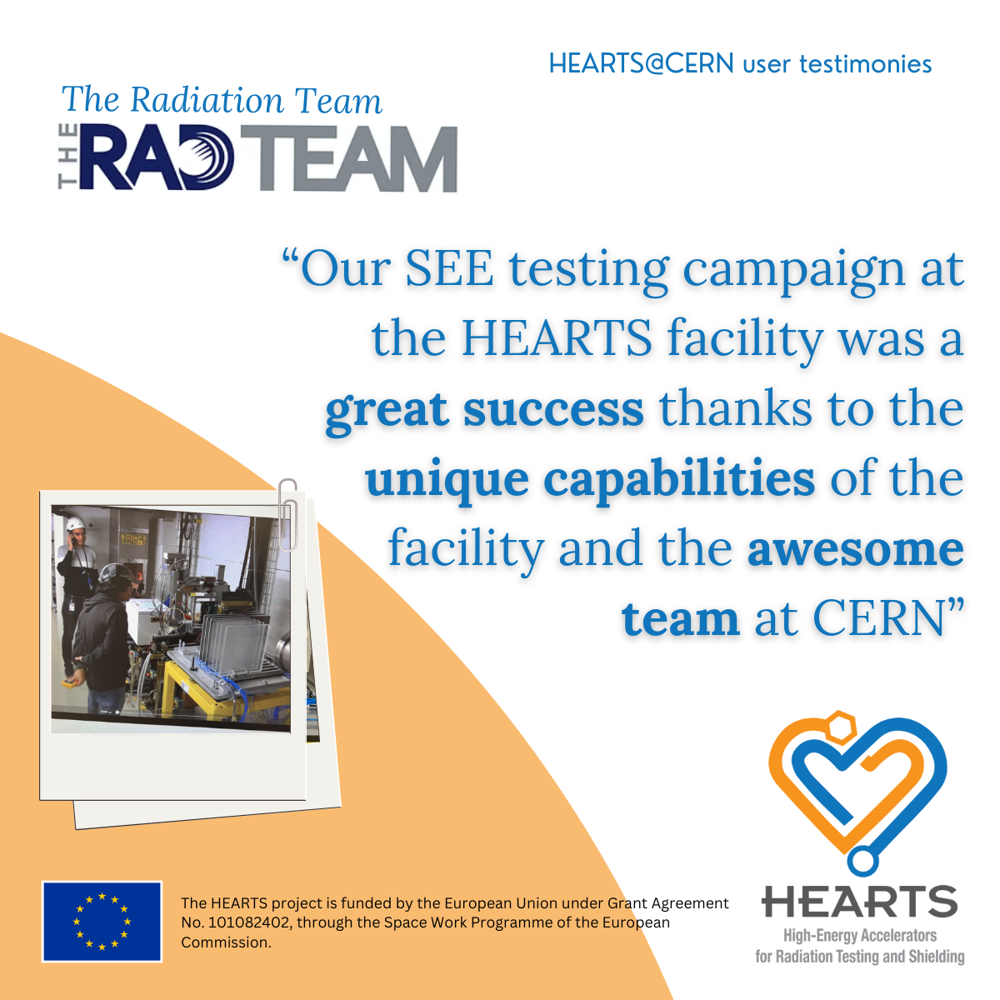 HEARTS@CERN user testimonies
The Radiation Team
THE RAD TEAM
“Our SEE testing campaign at
the HEARTS facility was a
great success thanks to the
unique capabilities of the
facility and the awesome
team at CERN”
SHUTTLE
HEARTS
High-Energy Accelerators
for Radiation Testing and Shielding
The HEARTS project is funded by the European Union under Grant Agreement
No. 101082402, through the Space Work Programme of the European
Commission.